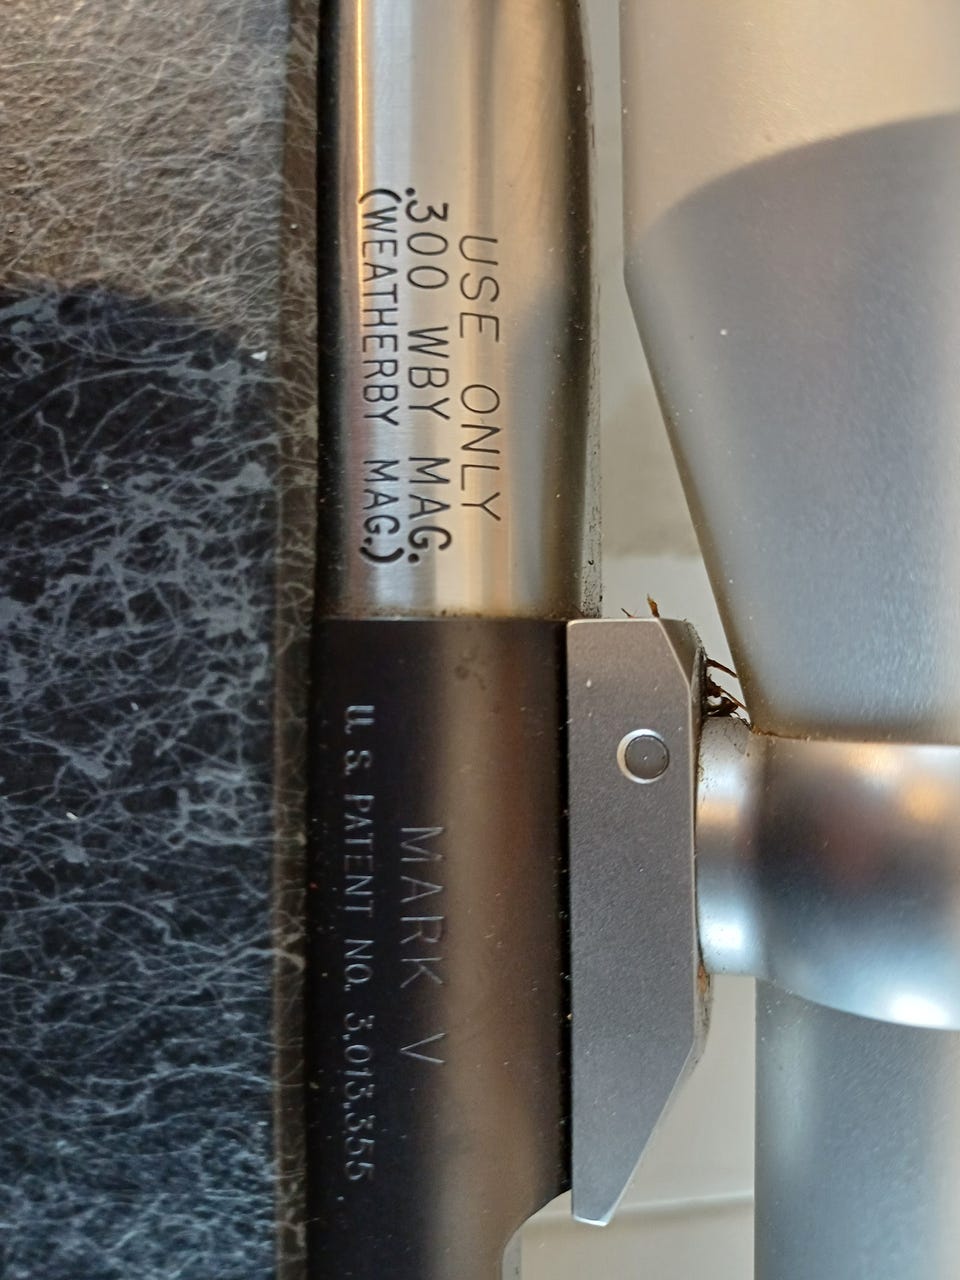 USE ONLY
.300 WBY MAG.
(WEATHERBY MAG.)
MARK V
U. S. PATENT NO. 3,013,355